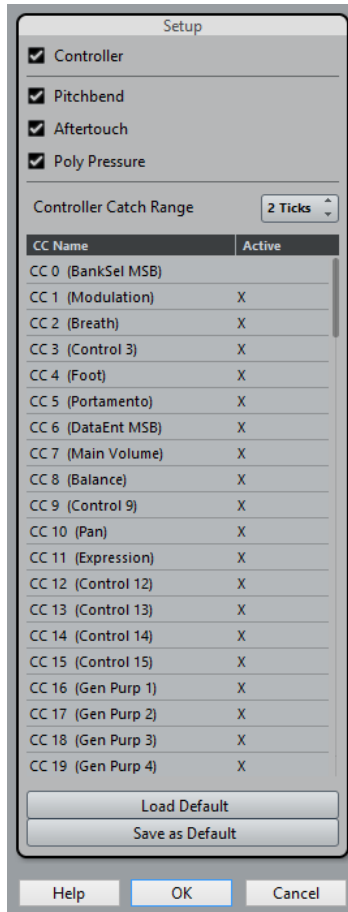 Setup
Controller
Pitchbend
Aftertouch
Poly Pressure
Controller Catch Range 2 Ticks
CC Name Active
CC 0 (BankSel MSB)
CC 1 (Modulation) X
CC 2 (Breath) X
CC 3 (Control 3) X
CC 4 (Foot) X
CC 5 (Portamento) X
CC 6 (DataEnt MSB) X
CC 7 (Main Volume) X
CC 8 (Balance) X
CC 9 (Control 9) X
CC 10 (Pan) X
CC 11 (Expression) X
CC 12 (Control 12) X
CC 13 (Control 13) X
CC 14 (Control 14) X
CC 15 (Control 15) X
CC 16 (Gen Purp 1) X
CC 17 (Gen Purp 2) X
CC 18 (Gen Purp 3) X
CC 19 (Gen Purp 4) X
Load Default
Save as Default
Help OK Cancel